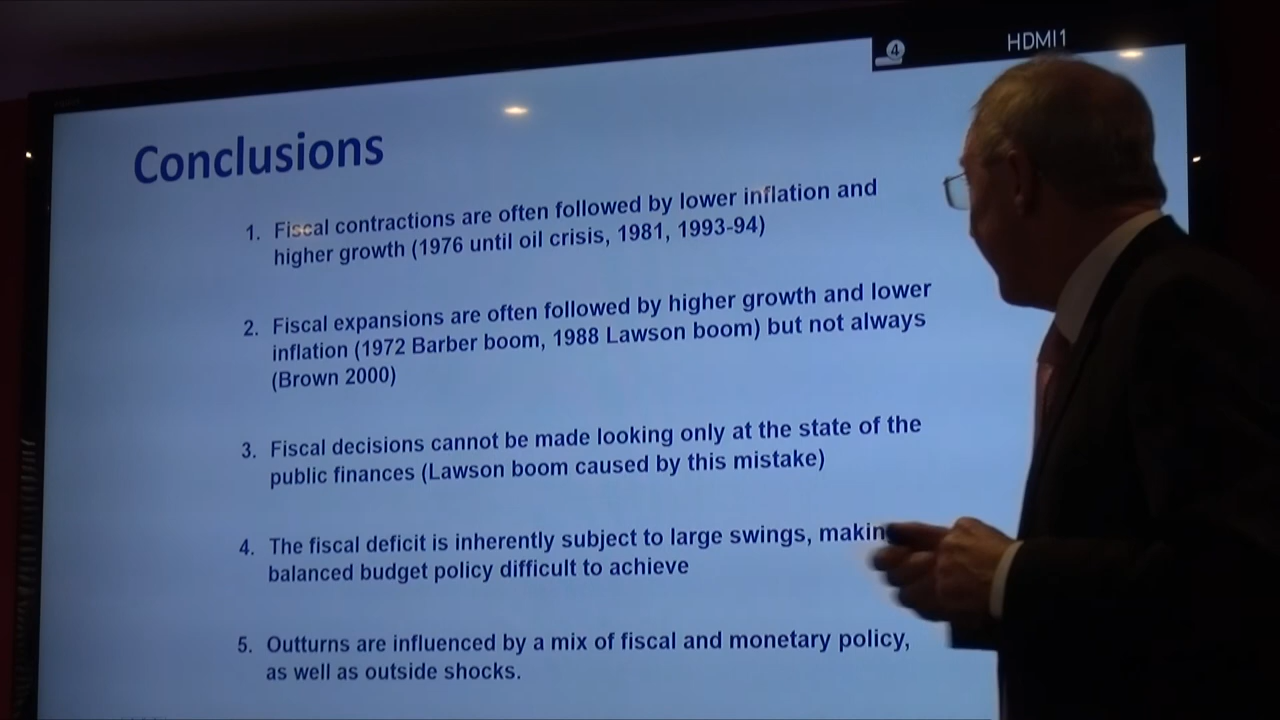 4
HDMI1
Conclusions
1. Fiscal contractions are often followed by lower inflation and
higher growth (1976 until oil crisis, 1981, 1993-94)
2. Fiscal expansions are often followed by higher growth and lower
inflation (1972 Barber boom, 1988 Lawson boom) but not always
(Brown 2000)
3. Fiscal decisions cannot be made looking only at the state of the
public finances (Lawson boom caused by this mistake)
4. The fiscal deficit is inherently subject to large swings, makin
balanced budget policy difficult to achieve
5. Outturns are influenced by a mix of fiscal and monetary policy,
as well as outside shocks.